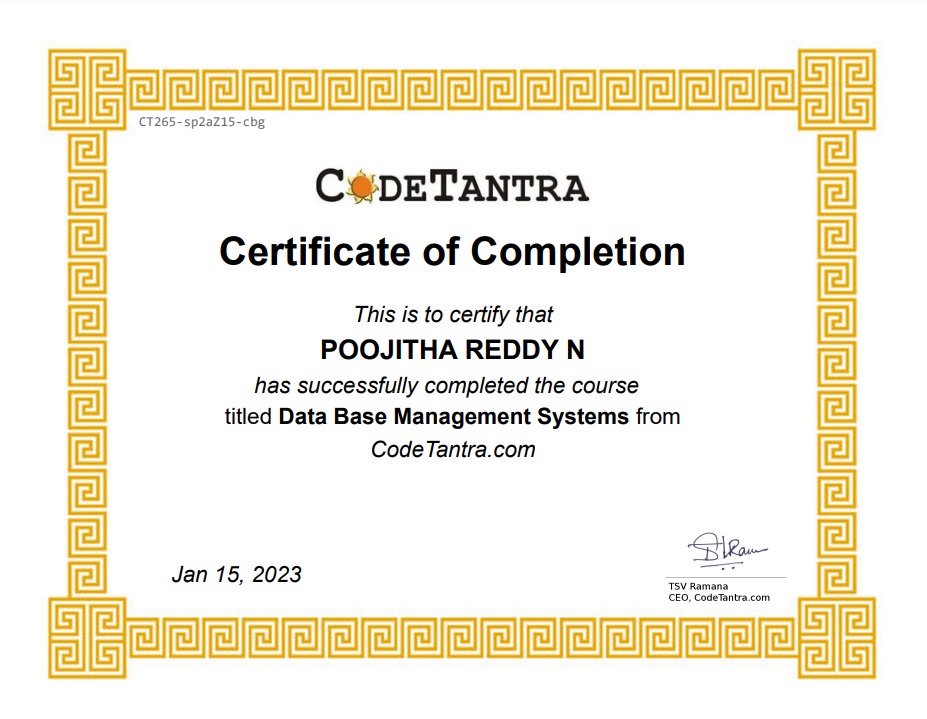 CT265-sp2aZ15-cbg
CODETANTRA
Certificate of Completion
This is to certify that
POOJITHA REDDY N
has successfully completed the course
titled Data Base Management Systems from
CodeTantra.com
Jan 15, 2023
TSV Ramana
CEO, CodeTantra.com